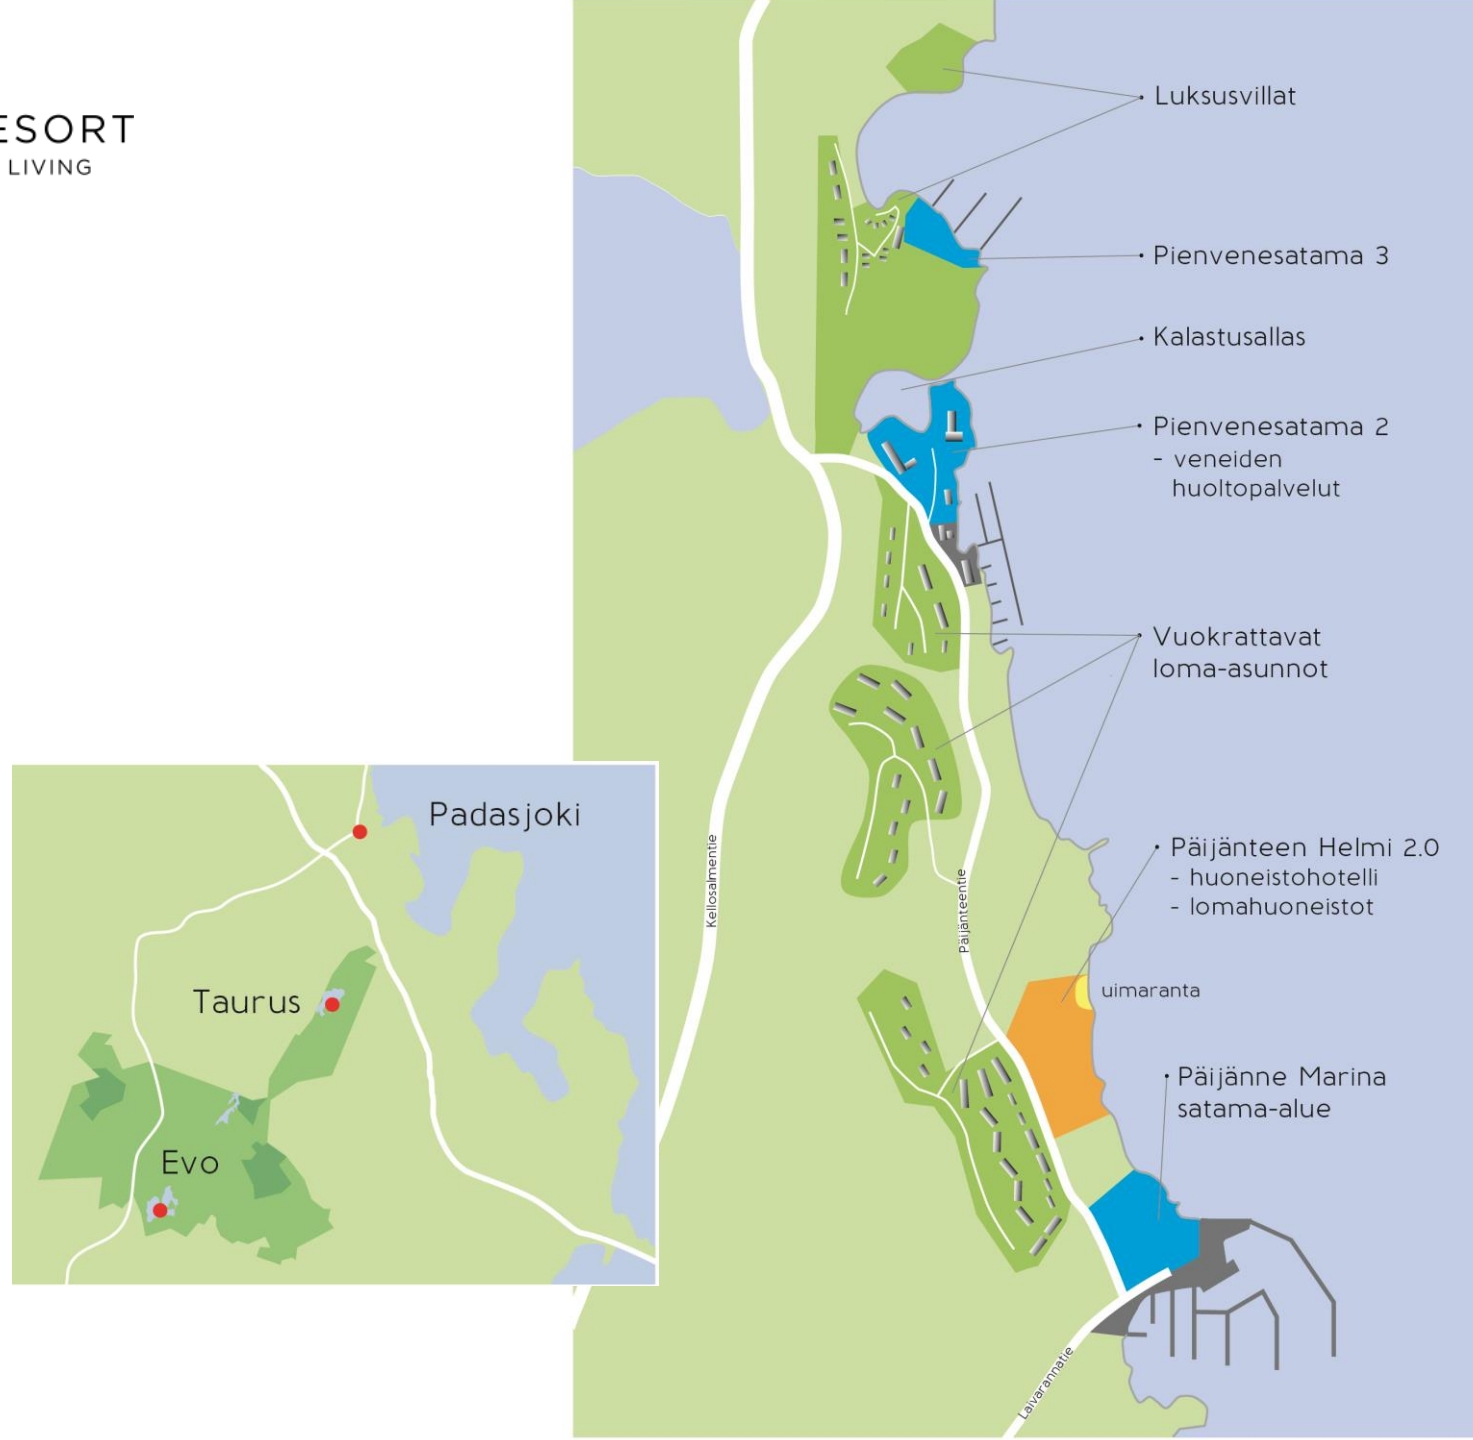 ESORT
LIVING
Luksusvillat
Pienvenesatama 3
Kalastusallas
Pienvenesatama 2
- veneiden
huoltopalvelut
Vuokrattavat
loma-asunnot
Päijänteen Helmi 2.0
- huoneistohotelli
- lomahuoneistot
uimaranta
Päijänne Marina
satama-alue
Kellosalmentie
Päijänteentie
Laivarannatie
Padasjoki
Taurus
Evo